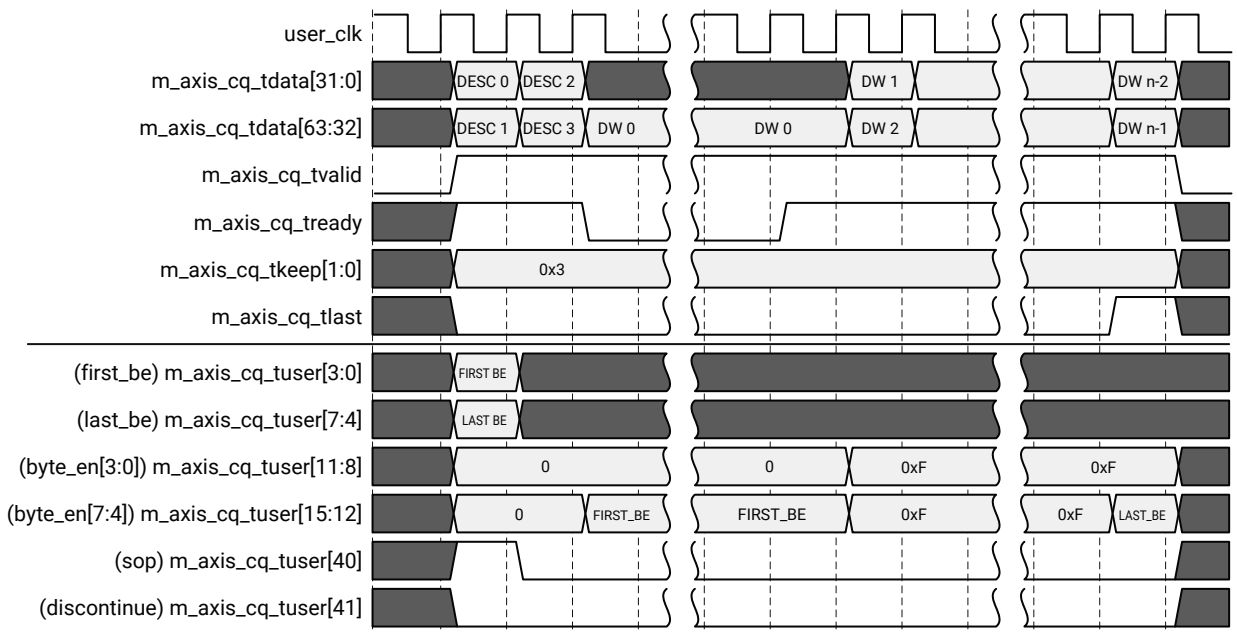 user_clk
m_axis_cq_tdata[31:0] DESC 0 DESC 2 DW 1 DW n-2
m_axis_cq_tdata[63:32] DESC 1 DESC 3 DW 0 DW 0 DW 2 DW n-1
m_axis_cq_tvalid
m_axis_cq_tready
m_axis_cq_tkeep[1:0] 0x3
m_axis_cq_tlast
(first_be) m_axis_cq_tuser[3:0] FIRST BE
(last_be) m_axis_cq_tuser[7:4] LAST BE
(byte_en[3:0]) m_axis_cq_tuser[11:8] 0 0 0xF 0xF
(byte_en[7:4]) m_axis_cq_tuser[15:12] 0 FIRST_BE FIRST_BE 0xF 0xF LAST_BE
(sop) m_axis_cq_tuser[40]
(discontinue) m_axis_cq_tuser[41]